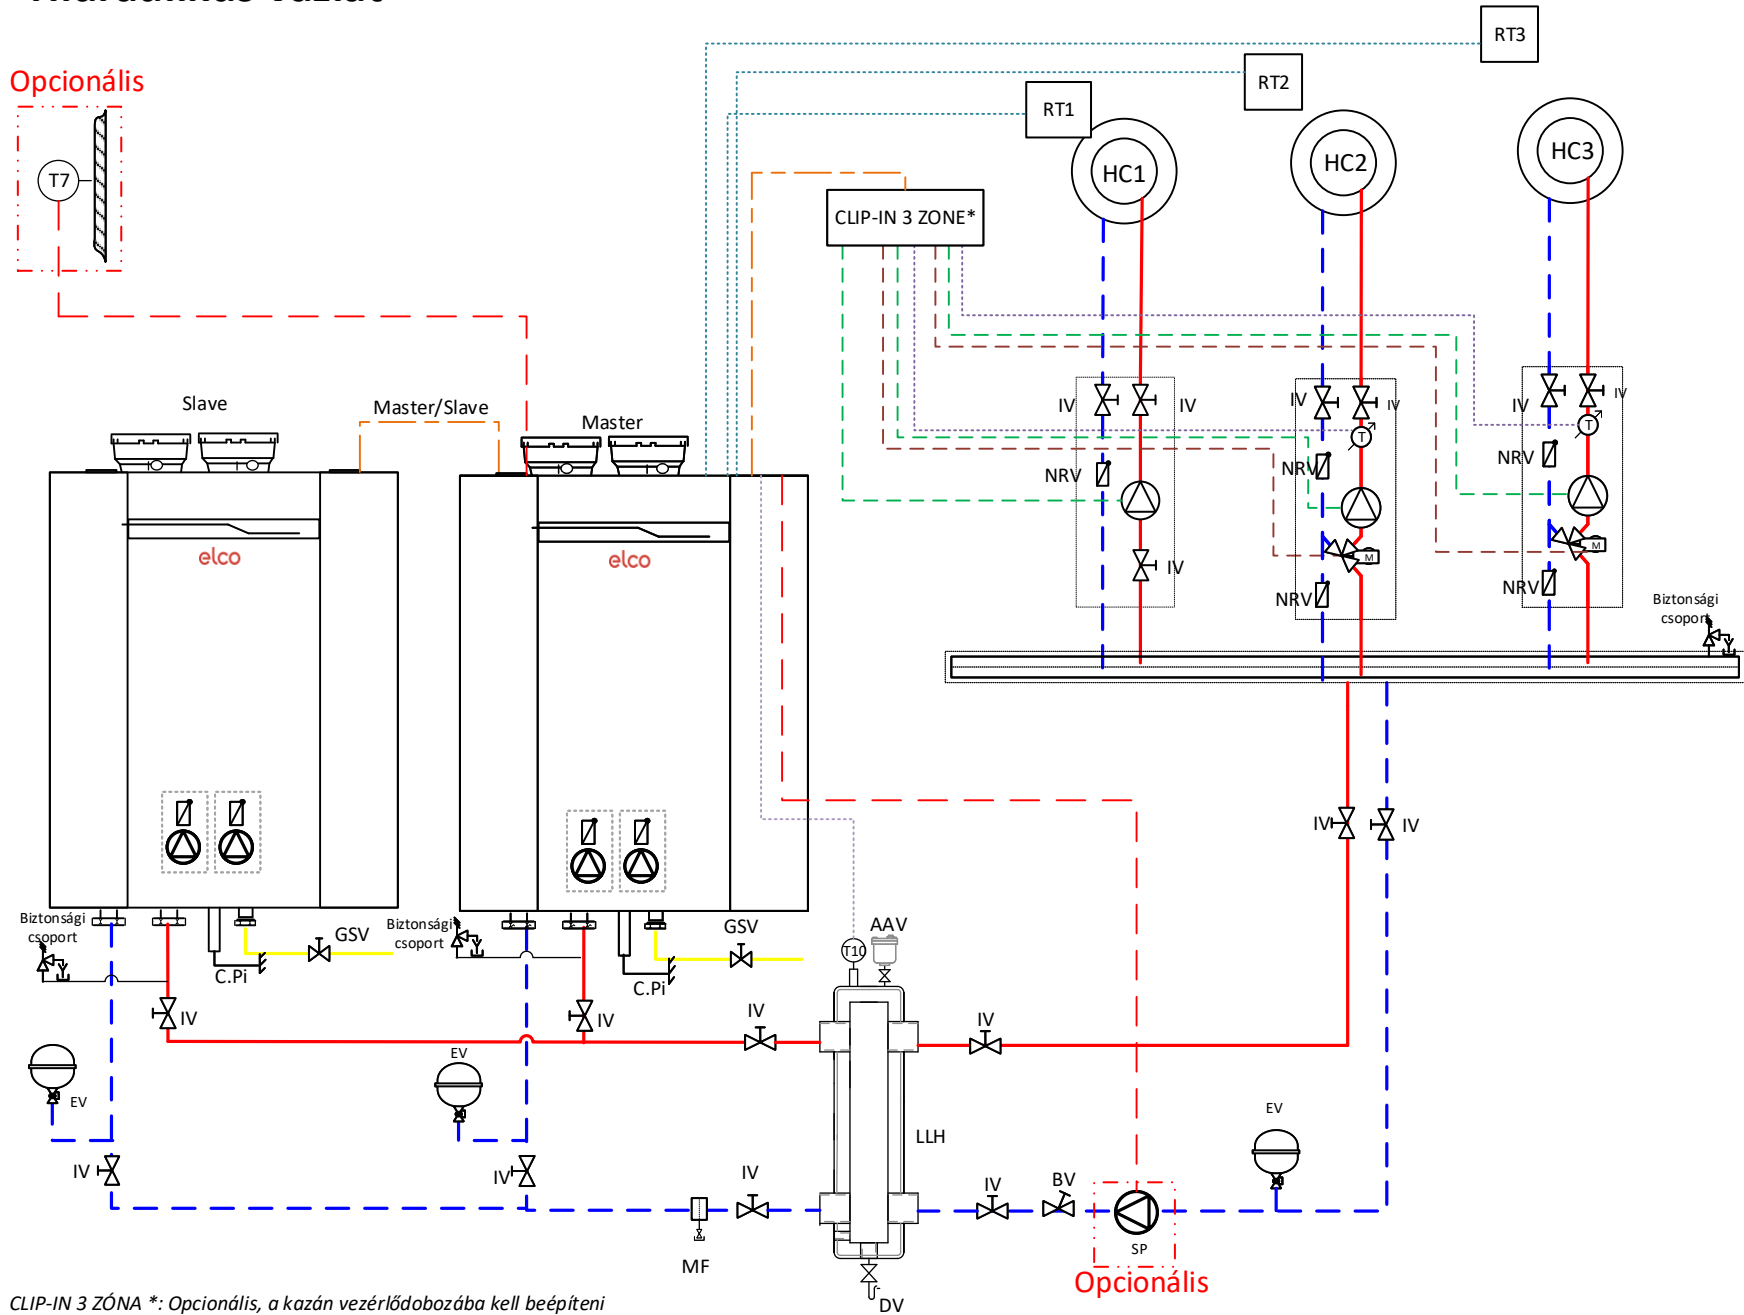 Opcionális
T7
RT3
RT2
RT1
HC1
HC2
HC3
CLIP-IN 3 ZONE*
Slave
Master/Slave
Master
IV
IV
IV
IV
IV
IV
T
T
NRV
NRV
NRV
IV
M
M
NRV
NRV
elco
elco
Biztonsági
csoport
IV
IV
Biztonsági
csoport
GSV
C.Pi
Biztonsági
csoport
GSV
C.Pi
AAV
T10
IV
IV
IV
IV
EV
EV
EV
LLH
IV
IV
IV
IV
BV
MF
SP
Opcionális
DV
CLIP-IN 3 ZÓNA *: Opcionális, a kazán vezérlődobozába kell beépíteni